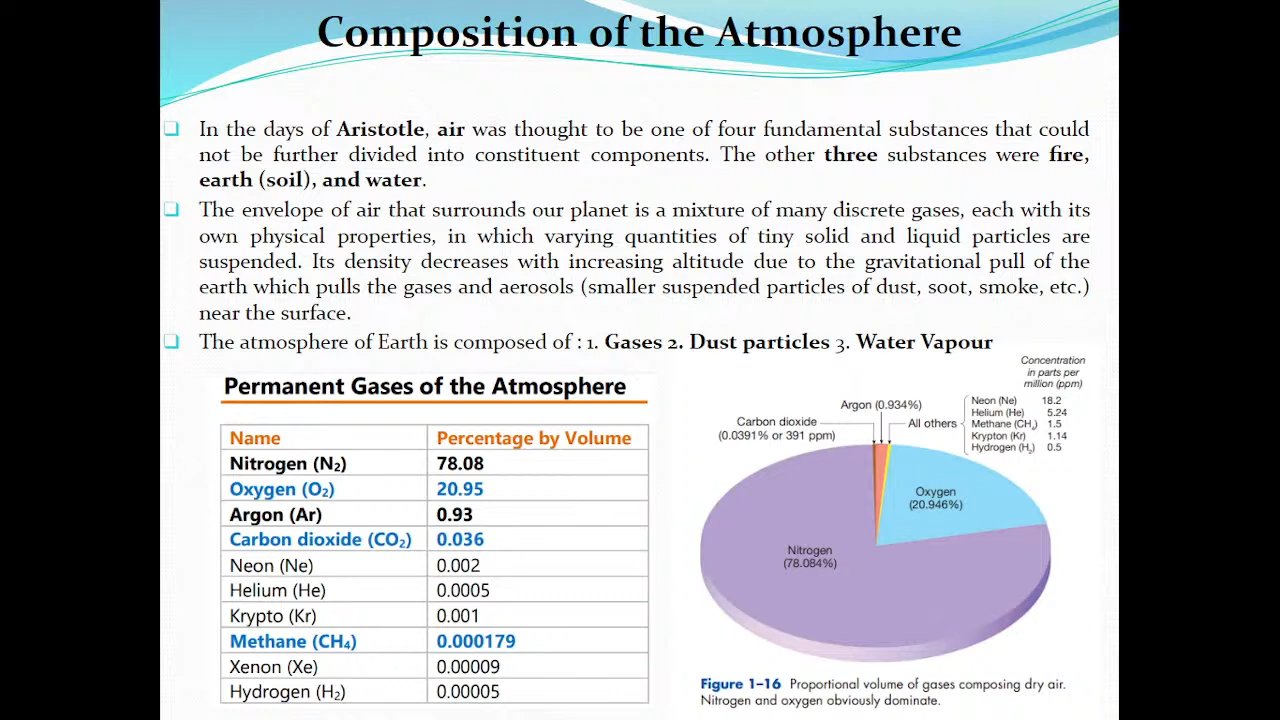 Composition of the Atmosphere
In the days of Aristotle, air was thought to be one of four fundamental substances that could
not be further divided into constituent components. The other three substances were fire,
earth (soil), and water.
The envelope of air that surrounds our planet is a mixture of many discrete gases, each with its
own physical properties, in which varying quantities of tiny solid and liquid particles are
suspended. Its density decreases with increasing altitude due to the gravitational pull of the
earth which pulls the gases and aerosols (smaller suspended particles of dust, soot, smoke, etc.)
near the surface.
The atmosphere of Earth is composed of : 1. Gases 2. Dust particles 3. Water Vapour
Permanent Gases of the Atmosphere
Name Percentage by Volume
Nitrogen (N₂) 78.08
Oxygen (O₂) 20.95
Argon (Ar) 0.93
Carbon dioxide (CO₂) 0.036
Neon (Ne) 0.002
Helium (He) 0.0005
Krypto (Kr) 0.001
Methane (CH₄) 0.000179
Xenon (Xe) 0.00009
Hydrogen (H₂) 0.00005
Concentration
in parts per
million (ppm)
Neon (Ne) 18.2
Helium (He) 5.24
Methane (CH₄) 1.5
Krypton (Kr) 1.14
Hydrogen (H₂) 0.5
Argon (0.934%)
All others
Carbon dioxide
(0.0391% or 391 ppm)
Oxygen
(20.946%)
Nitrogen
(78.084%)
Figure 1–16 Proportional volume of gases composing dry air.
Nitrogen and oxygen obviously dominate.